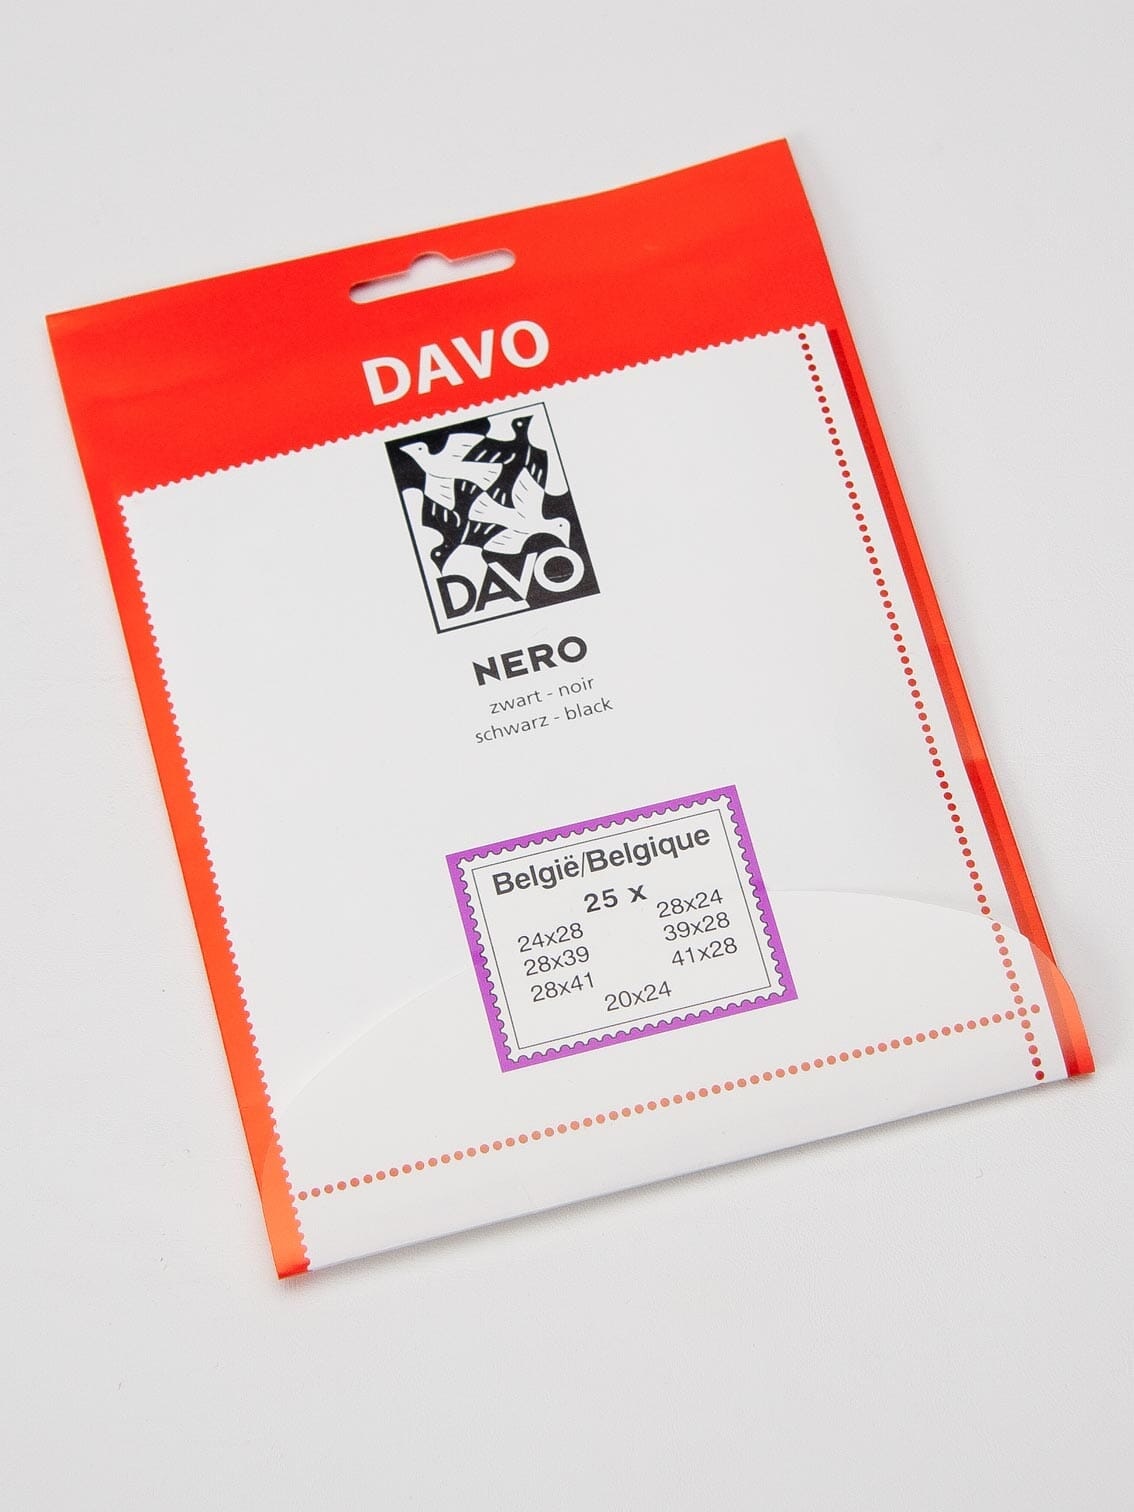 DAVO
DAVO
NERO
zwart - noir
schwarz - black
België/Belgique
25 x
24x28 28x24
28x39 39x28
28x41 41x28
20x24